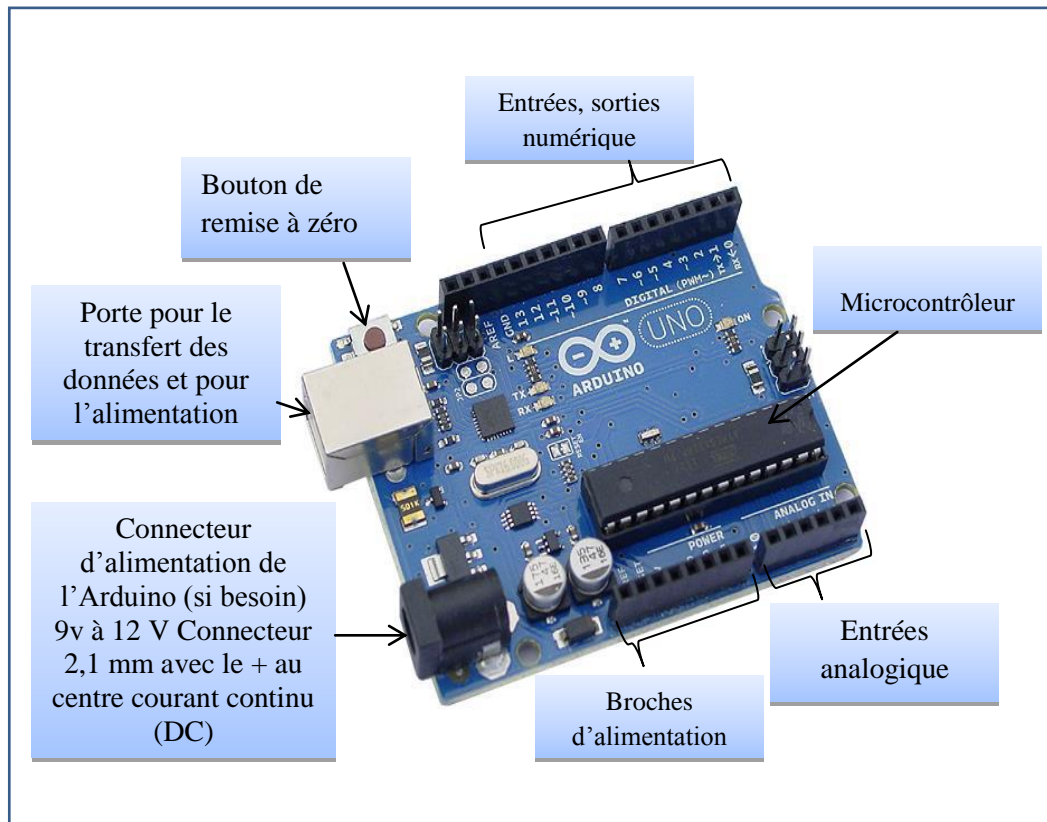 Entrées, sorties
numérique
Bouton de
remise à zéro
Porte pour le
transfert des
données et pour
l’alimentation
Microcontrôleur
Connecteur
d’alimentation de
l’Arduino (si besoin)
9v à 12 V Connecteur
2,1 mm avec le + au
centre courant continu
(DC)
Entrées
analogique
Broches
d’alimentation
AREF
GND
13
12
~11
~10
~9
8
7
~6
~5
4
~3
2
TX→1
RX←0
DIGITAL (PWM~)
UNO
ARDUINO
TX
RX
ON
POWER
ANALOG IN